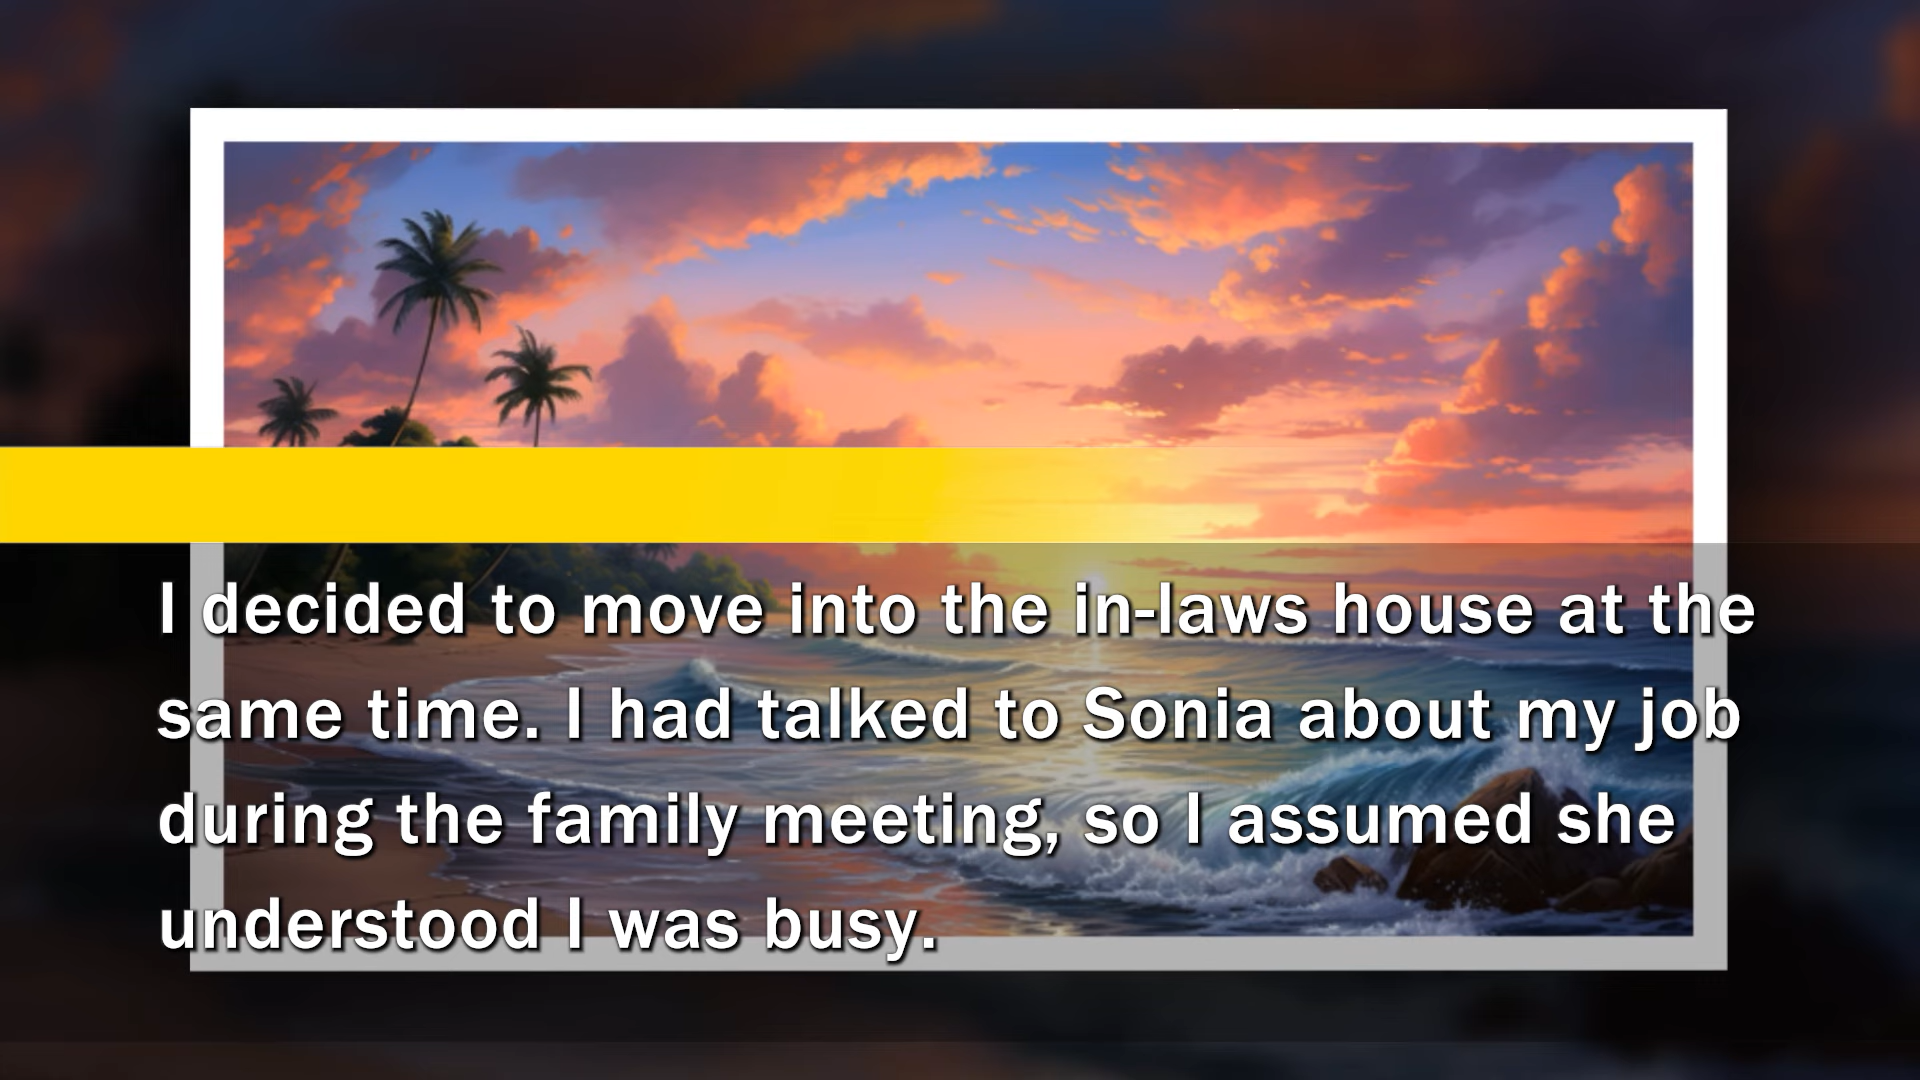 I decided to move into the in-laws house at the
same time. I had talked to Sonia about my job
during the family meeting, so I assumed she
understood I was busy.